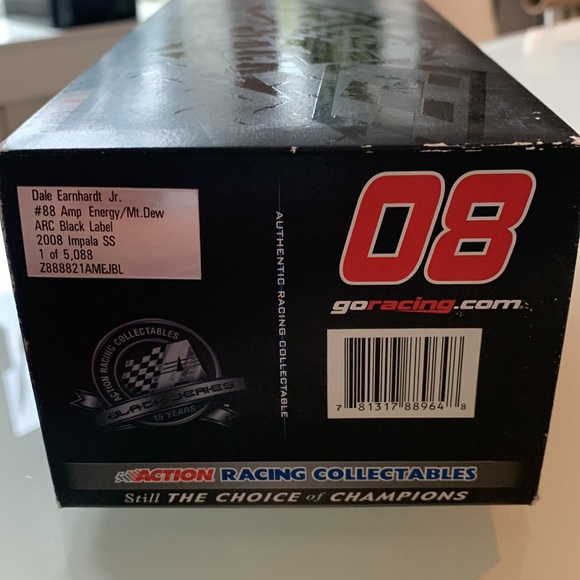 Dale Earnhardt Jr.
#88 Amp Energy/Mt.Dew
ARC Black Label
2008 Impala SS
1 of 5,088
Z888821AMEJBL
AUTHENTIC RACING COLLECTABLE
08
goracing.com
7 81317 88964 8
ACTION RACING COLLECTABLES
BLACK SERIES
15 YEARS
ACTION RACING COLLECTABLES
Still THE CHOICE of CHAMPIONS